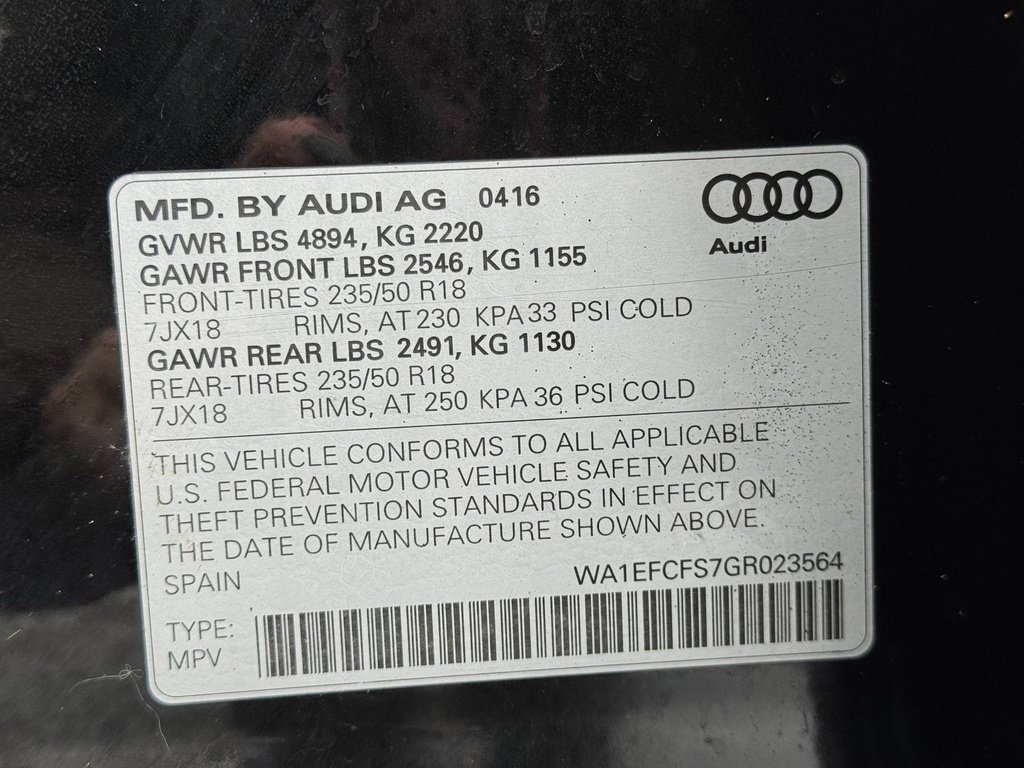 MFD. BY AUDI AG 0416
Audi
GVWR LBS 4894, KG 2220
GAWR FRONT LBS 2546, KG 1155
FRONT-TIRES 235/50 R18
7JX18 RIMS, AT 230 KPA 33 PSI COLD
GAWR REAR LBS 2491, KG 1130
REAR-TIRES 235/50 R18
7JX18 RIMS, AT 250 KPA 36 PSI COLD
THIS VEHICLE CONFORMS TO ALL APPLICABLE
U.S. FEDERAL MOTOR VEHICLE SAFETY AND
THEFT PREVENTION STANDARDS IN EFFECT ON
THE DATE OF MANUFACTURE SHOWN ABOVE.
SPAIN WA1EFCFS7GR023564
TYPE:
MPV